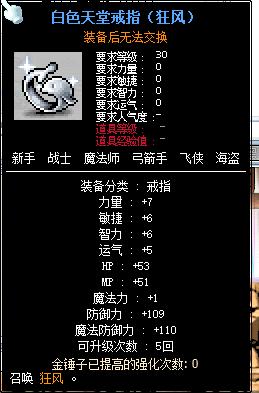 白色天堂戒指（狂风）
装备后无法交换
要求等级：30
要求力量：0
要求敏捷：0
要求智力：0
要求运气：0
要求人气度：-
道具等级： -
道具经验值： -
新手 战士 魔法师 弓箭手 飞侠 海盗
装备分类 : 戒指
力量 : +7
敏捷 : +6
智力 : +6
运气 : +5
HP : +53
MP : +51
魔法力 : +1
防御力 : +109
魔法防御力 : +110
可升级次数 : 5回
金锤子已提高的强化次数: 0
召唤 狂风 。